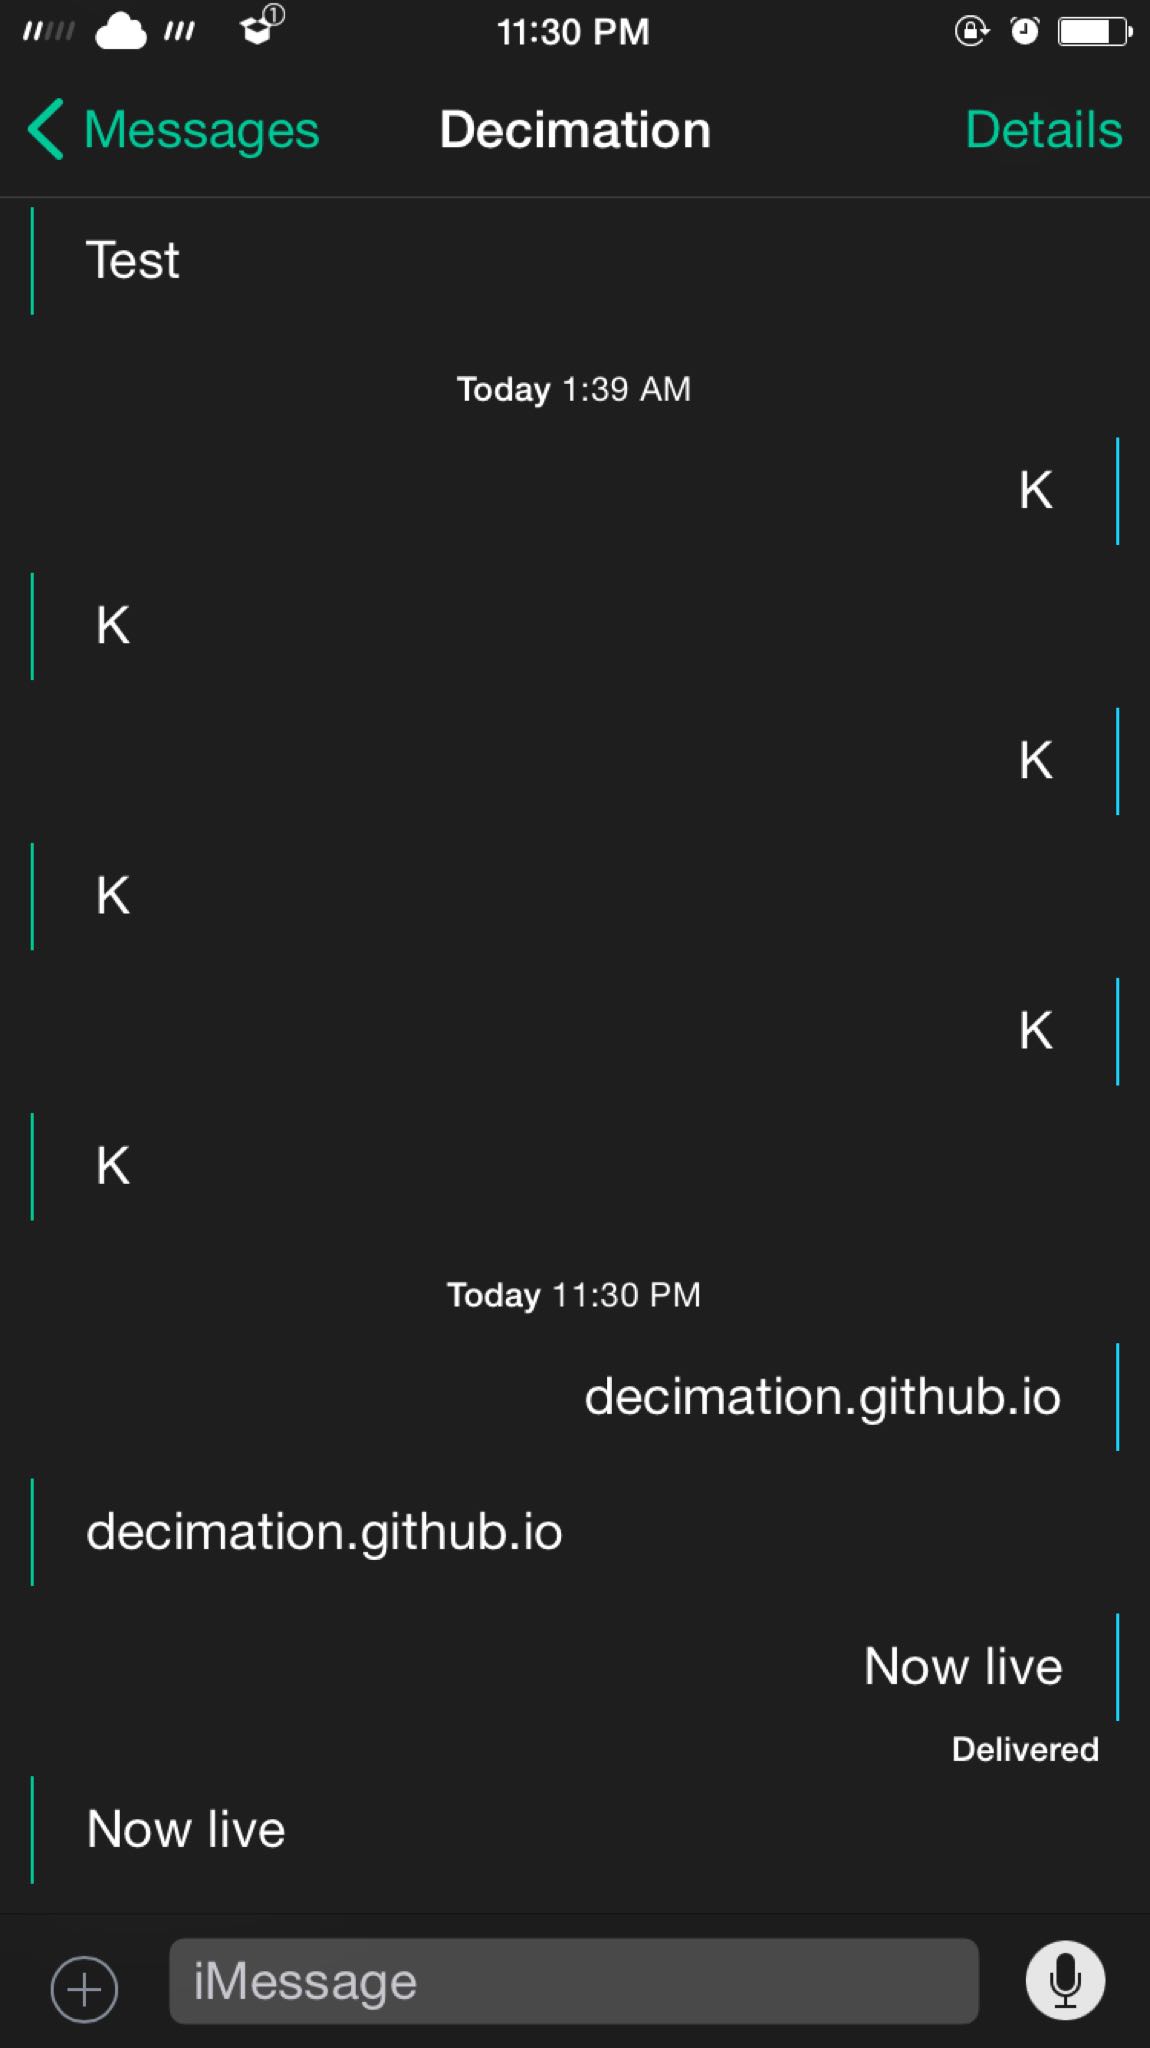 1
11:30 PM
Messages
Decimation
Details
Test
Today 1:39 AM
K
K
K
K
K
K
Today 11:30 PM
decimation.github.io
decimation.github.io
Now live
Delivered
Now live
iMessage